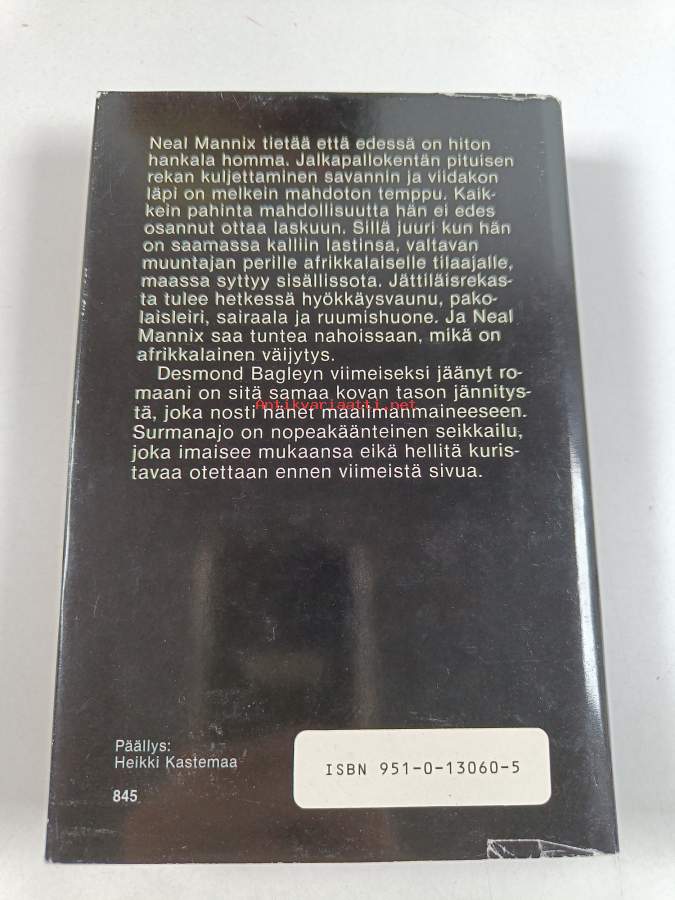 Neal Mannix tietää että edessä on hiton
hankala homma. Jalkapallokentän pituisen
rekan kuljettaminen savannin ja viidakon
läpi on melkein mahdoton temppu. Kaik-
kein pahinta mahdollisuutta hän ei edes
osannut ottaa laskuun. Sillä juuri kun hän
on saamassa kalliin lastinsa, valtavan
muuntajan perille afrikkalaiselle tilaajalle,
maassa syttyy sisällissota. Jättiläisrekas-
ta tulee hetkessä hyökkäysvaunu, pako-
laisleiri, sairaala ja ruumishuone. Ja Neal
Mannix saa tuntea nahoissaan, mikä on
afrikkalainen väijytys.
Desmond Bagleyn viimeiseksi jäänyt ro-
maani on sitä samaa kovan tason jännitys-
tä, joka nosti hänet maailmanmaineeseen.
Antikvariaatti.net
Surmanajo on nopeakäänteinen seikkailu,
joka imaisee mukaansa eikä hellitä kuris-
tavaa otettaan ennen viimeistä sivua.
Päällys:
Heikki Kastemaa
845
ISBN 951-0-13060-5